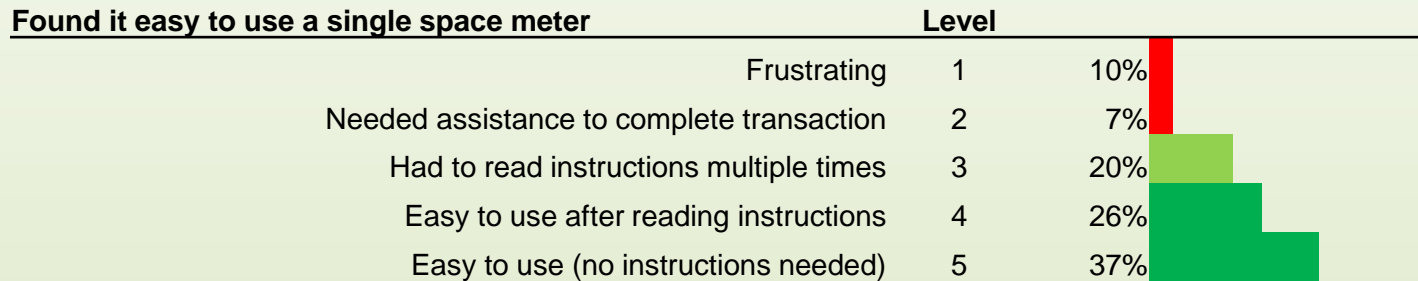 Found it easy to use a single space meter Level
Frustrating 1 10%
Needed assistance to complete transaction 2 7%
Had to read instructions multiple times 3 20%
Easy to use after reading instructions 4 26%
Easy to use (no instructions needed) 5 37%